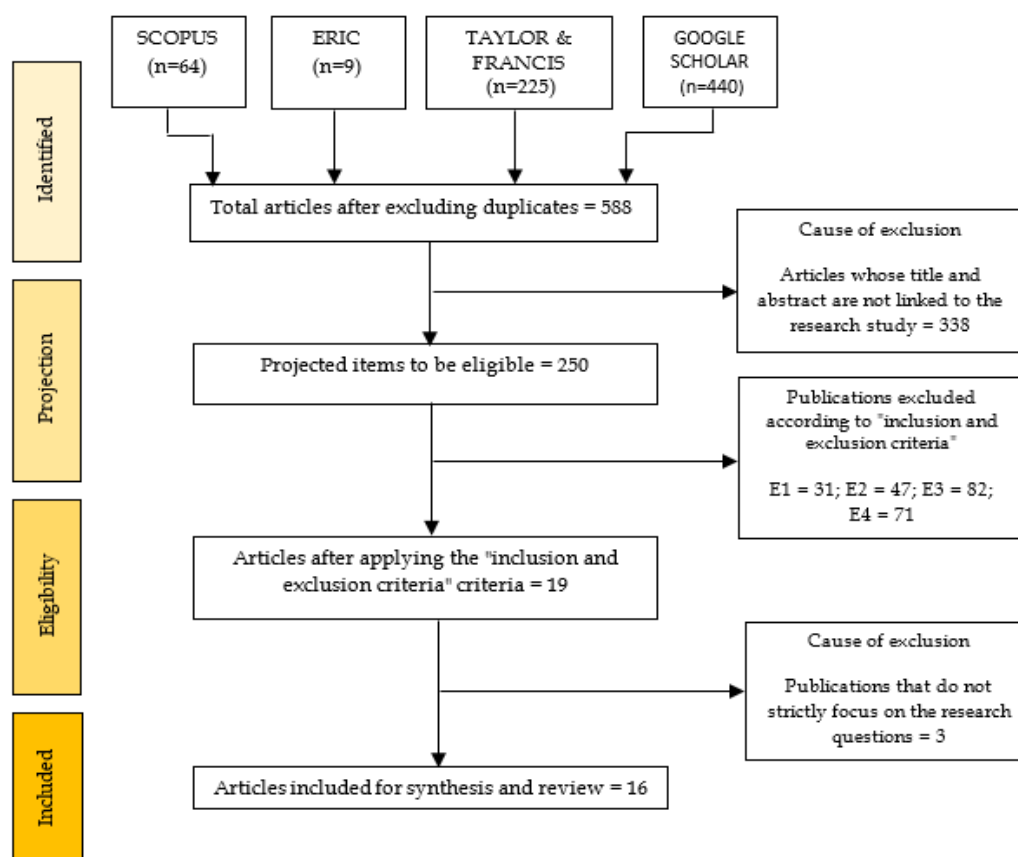 SCOPUS
(n=64)
ERIC
(n=9)
TAYLOR &
FRANCIS
(n=225)
GOOGLE
SCHOLAR
(n=440)
Identified
Total articles after excluding duplicates = 588
Cause of exclusion
Articles whose title and
abstract are not linked to the
research study = 338
Projection
Projected items to be eligible = 250
Publications excluded
according to "inclusion and
exclusion criteria"
E1 = 31; E2 = 47; E3 = 82;
E4 = 71
Eligibility
Articles after applying the "inclusion and
exclusion criteria" criteria = 19
Cause of exclusion
Publications that do not
strictly focus on the research
questions = 3
Included
Articles included for synthesis and review = 16